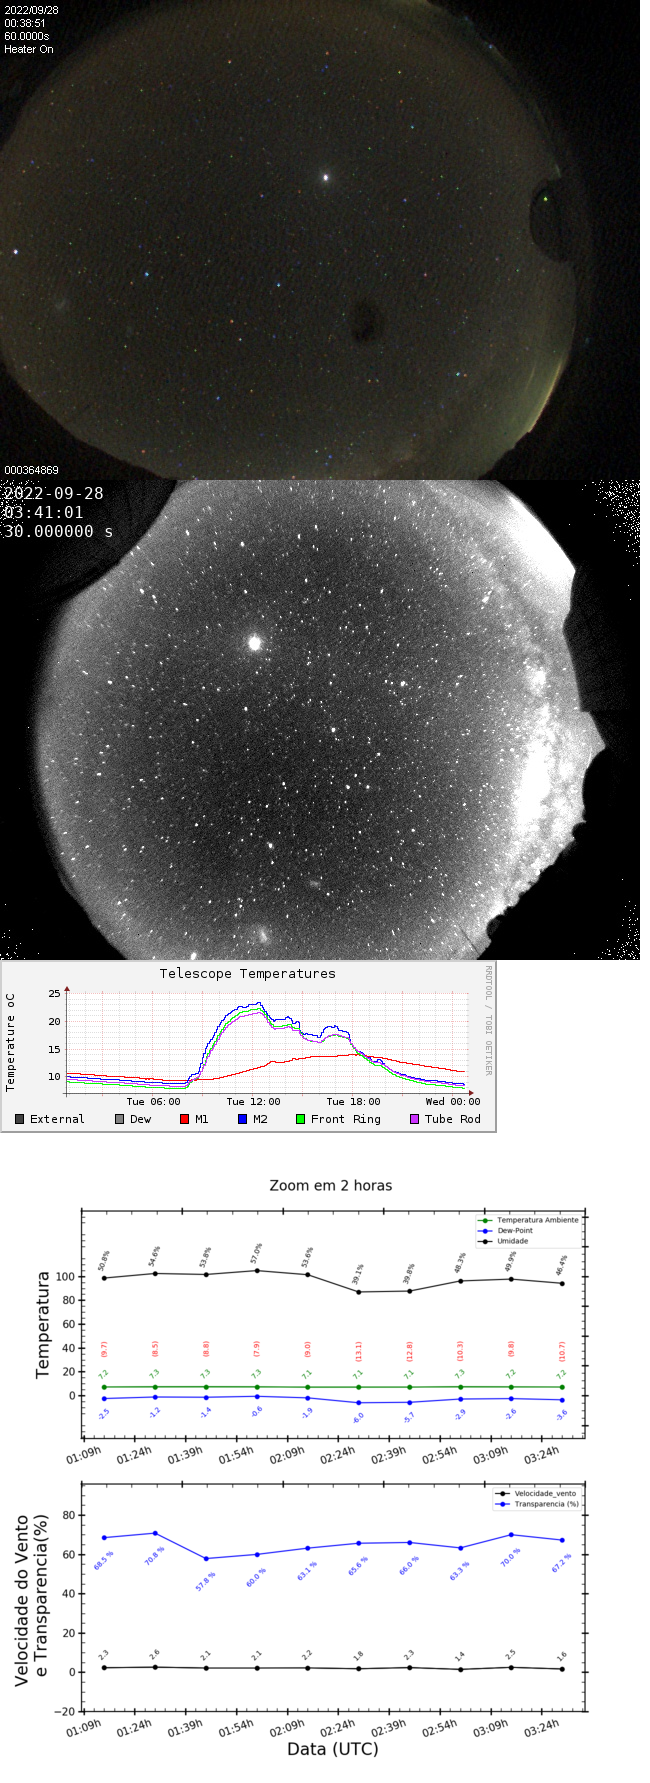 2022/09/28
00:38:51
60.0000s
Heater On
000364869
2022-09-28
03:41:01
30.000000 s
Telescope Temperatures
RRDTOOL / TOBI OETIKER
Temperature oC
25
20
15
10
Tue 06:00 Tue 12:00 Tue 18:00 Wed 00:00
External Dew M1 M2 Front Ring Tube Rod
Zoom em 2 horas
Temperatura Ambiente
Dew-Point
Umidade
Temperatura
100
80
60
40
20
0
50.8% 54.6% 53.8% 57.0% 53.6% 39.1% 39.8% 48.3% 49.9% 46.4%
(9.7) (8.5) (8.8) (7.9) (9.0) (13.1) (12.8) (10.3) (9.8) (10.7)
7.2 7.3 7.3 7.3 7.1 7.1 7.1 7.3 7.2 7.2
-2.5 -1.2 -1.4 -0.6 -1.9 -6.0 -5.7 -2.9 -2.6 -3.6
01:09h 01:24h 01:39h 01:54h 02:09h 02:24h 02:39h 02:54h 03:09h 03:24h
Velocidade_vento
Transparencia (%)
Velocidade do Vento
e Transparencia(%)
80
60
40
20
0
−20
68.5 % 70.8 % 57.8 % 60.0 % 63.1 % 65.6 % 66.0 % 63.3 % 70.0 % 67.2 %
2.3 2.6 2.1 2.1 2.2 1.8 2.3 1.4 2.5 1.6
01:09h 01:24h 01:39h 01:54h 02:09h 02:24h 02:39h 02:54h 03:09h 03:24h
Data (UTC)